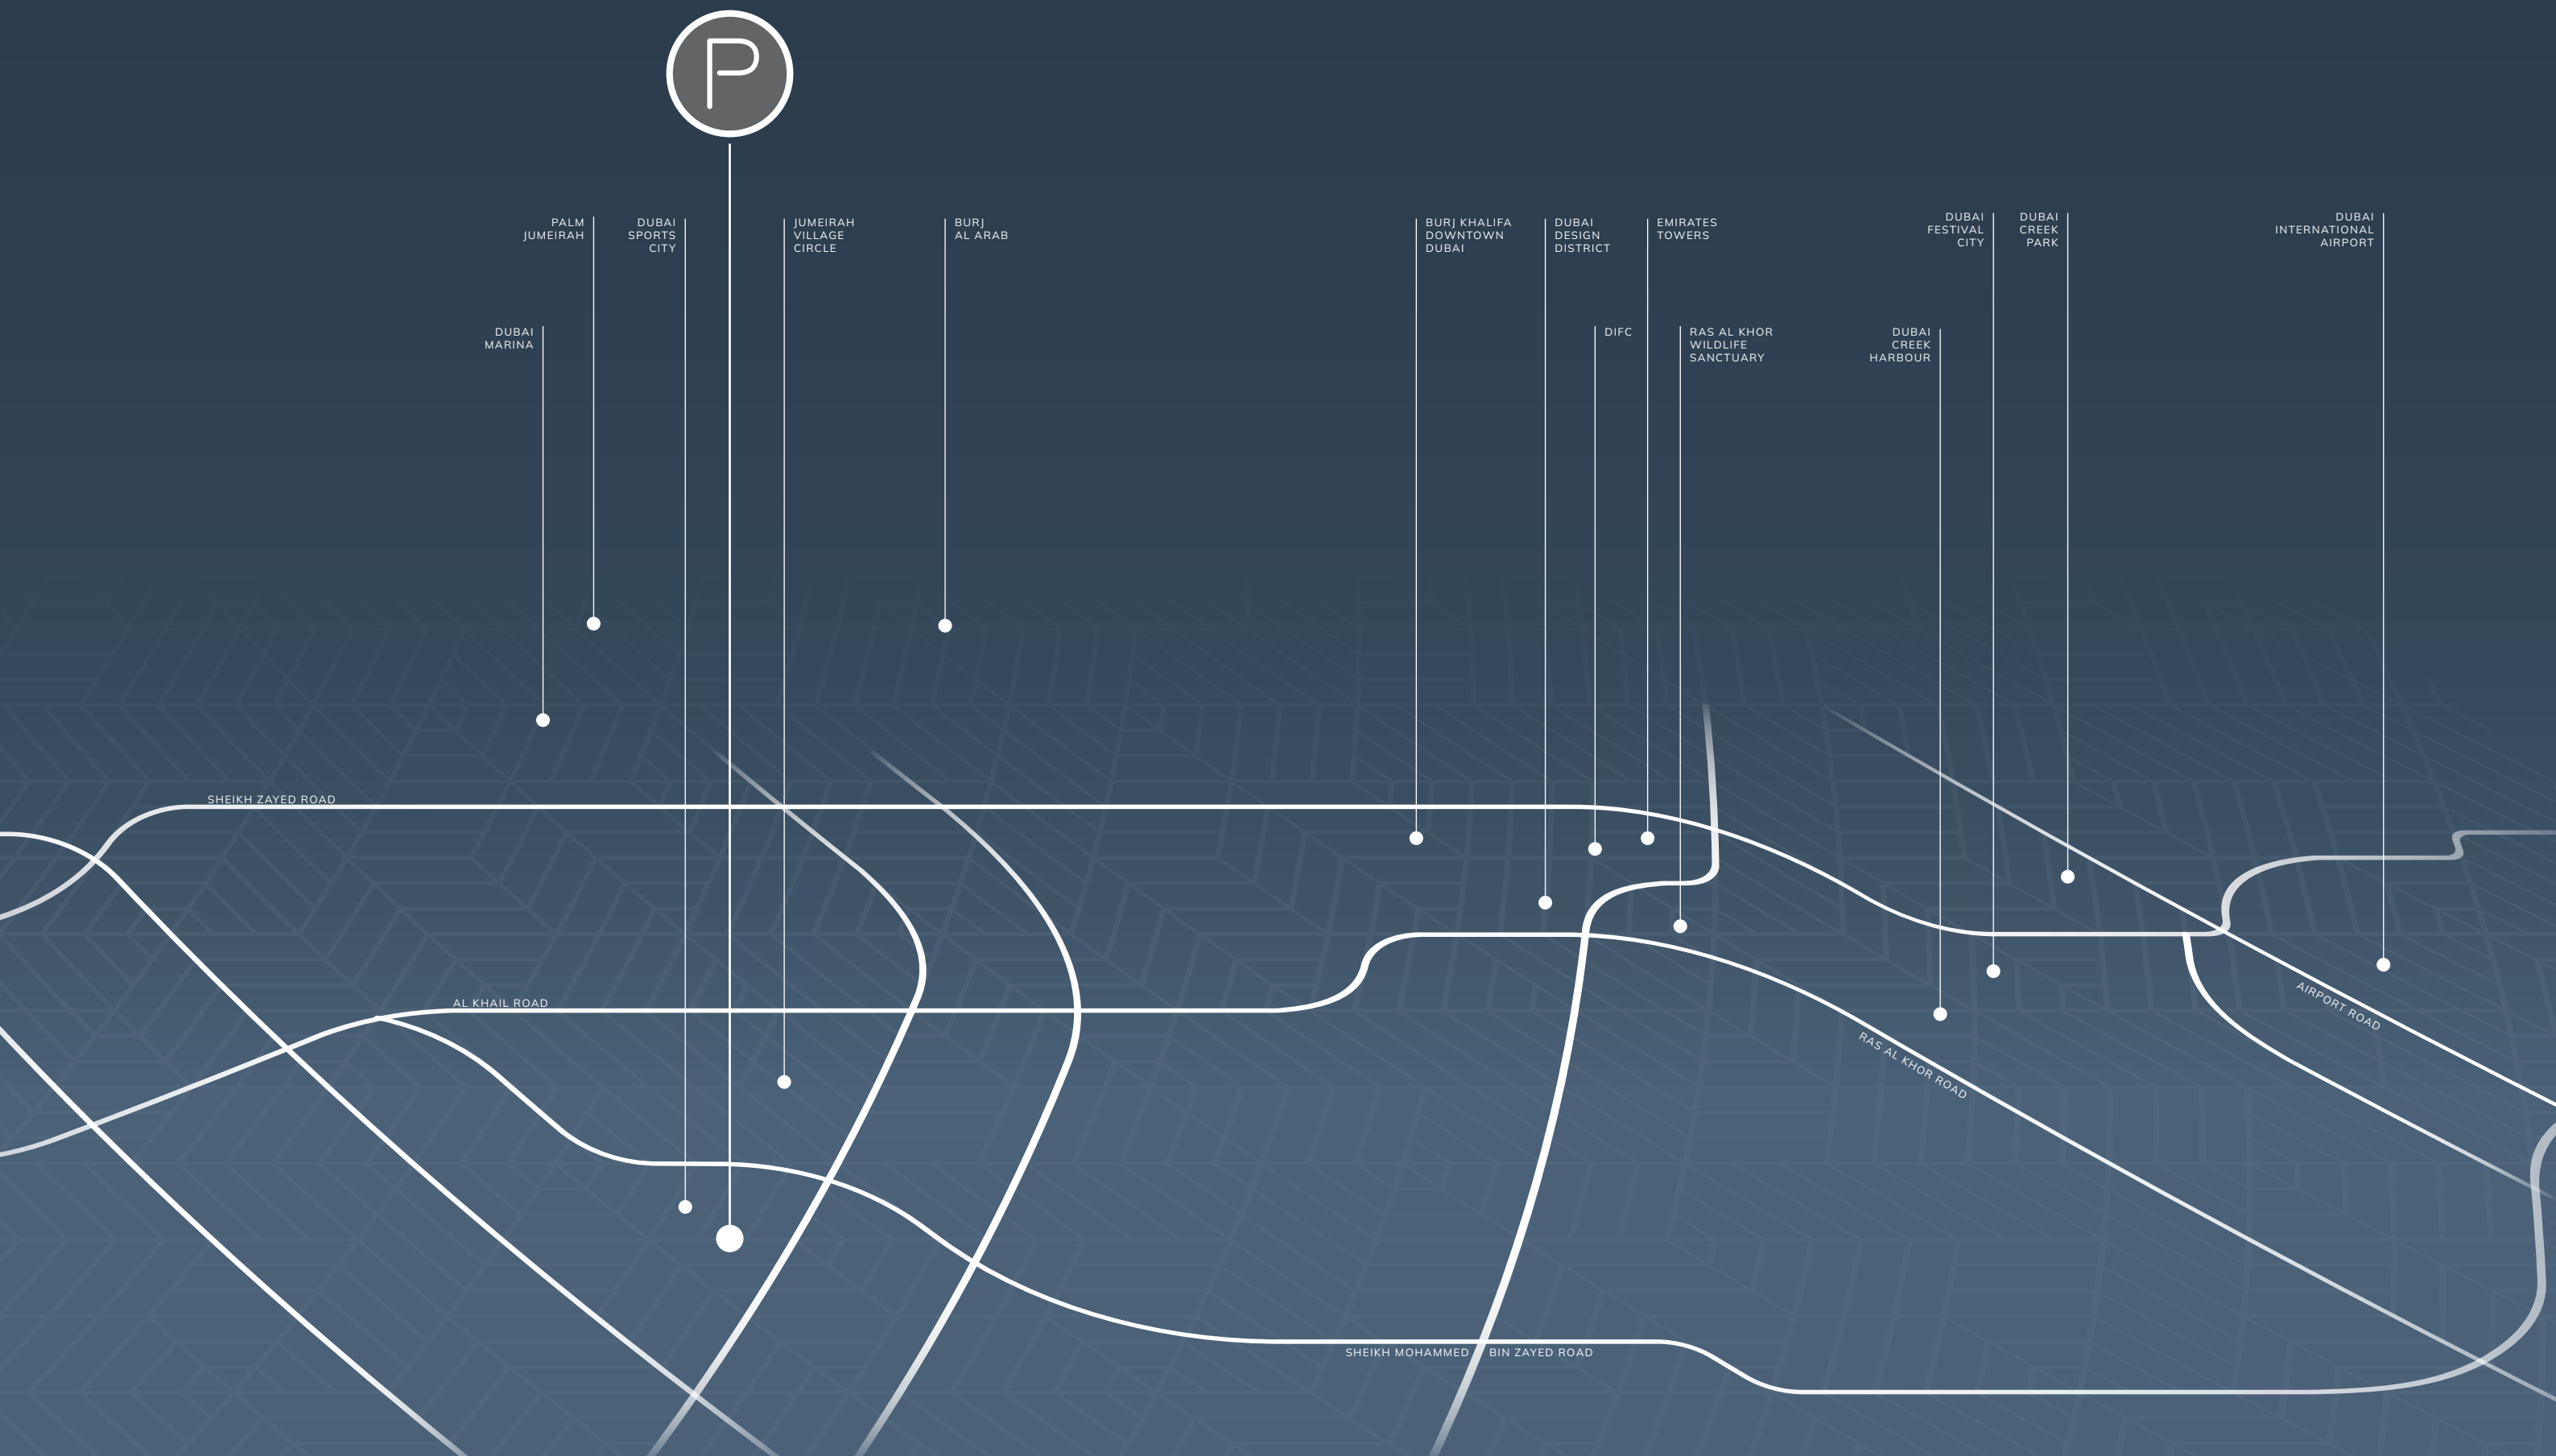 P
PALM
JUMEIRAH
DUBAI
SPORTS
CITY
JUMEIRAH
VILLAGE
CIRCLE
BURJ
AL ARAB
BURJ KHALIFA
DOWNTOWN
DUBAI
DUBAI
DESIGN
DISTRICT
EMIRATES
TOWERS
DUBAI
FESTIVAL
CITY
DUBAI
CREEK
PARK
DUBAI
INTERNATIONAL
AIRPORT
DUBAI
MARINA
DIFC
RAS AL KHOR
WILDLIFE
SANCTUARY
DUBAI
CREEK
HARBOUR
SHEIKH ZAYED ROAD
AL KHAIL ROAD
AIRPORT ROAD
RAS AL KHOR ROAD
SHEIKH MOHAMMED BIN ZAYED ROAD